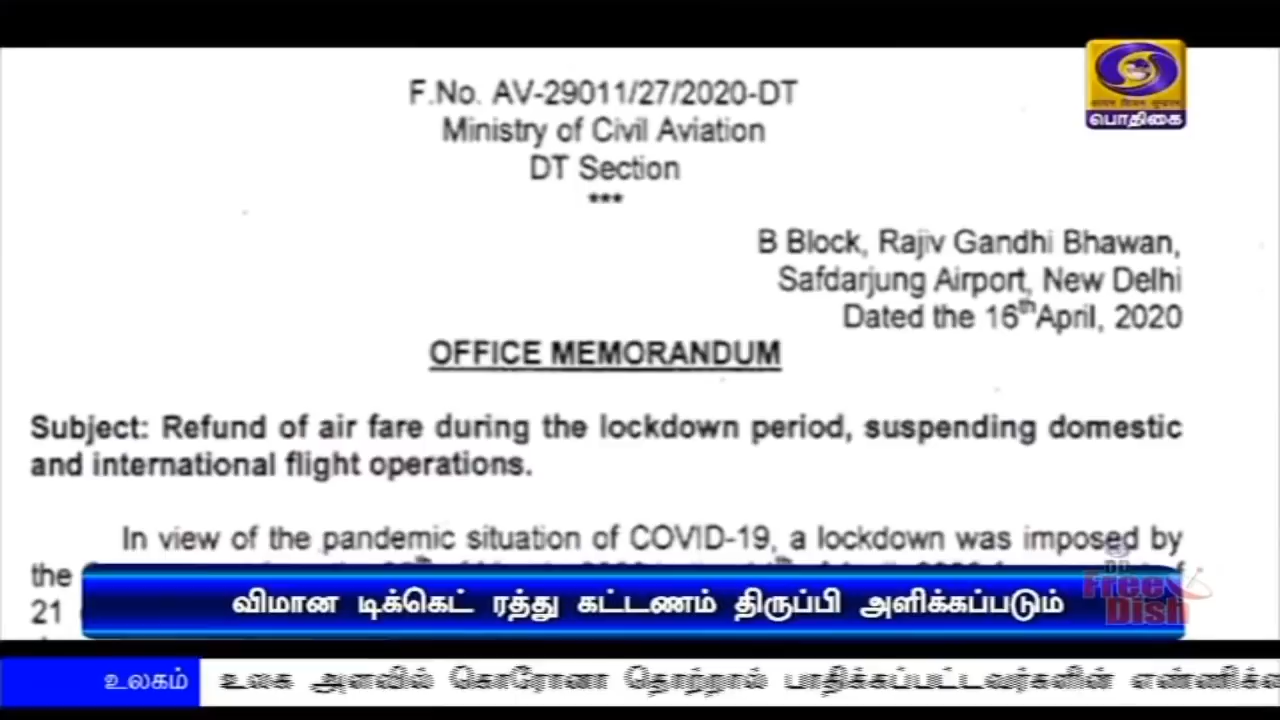 F.No. AV-29011/27/2020-DT
Ministry of Civil Aviation
DT Section
***
பொதிகை
B Block, Rajiv Gandhi Bhawan,
Safdarjung Airport, New Delhi
Dated the 16th April, 2020
OFFICE MEMORANDUM
Subject: Refund of air fare during the lockdown period, suspending domestic
and international flight operations.
In view of the pandemic situation of COVID-19, a lockdown was imposed by
the
21
விமான டிக்கெட் ரத்து கட்டணம் திருப்பி அளிக்கப்படும்
DD
Free
Dish
உலகம்
உலக அளவில் கொரோனா தொற்றால் பாதிக்கப்பட்டவர்களின்